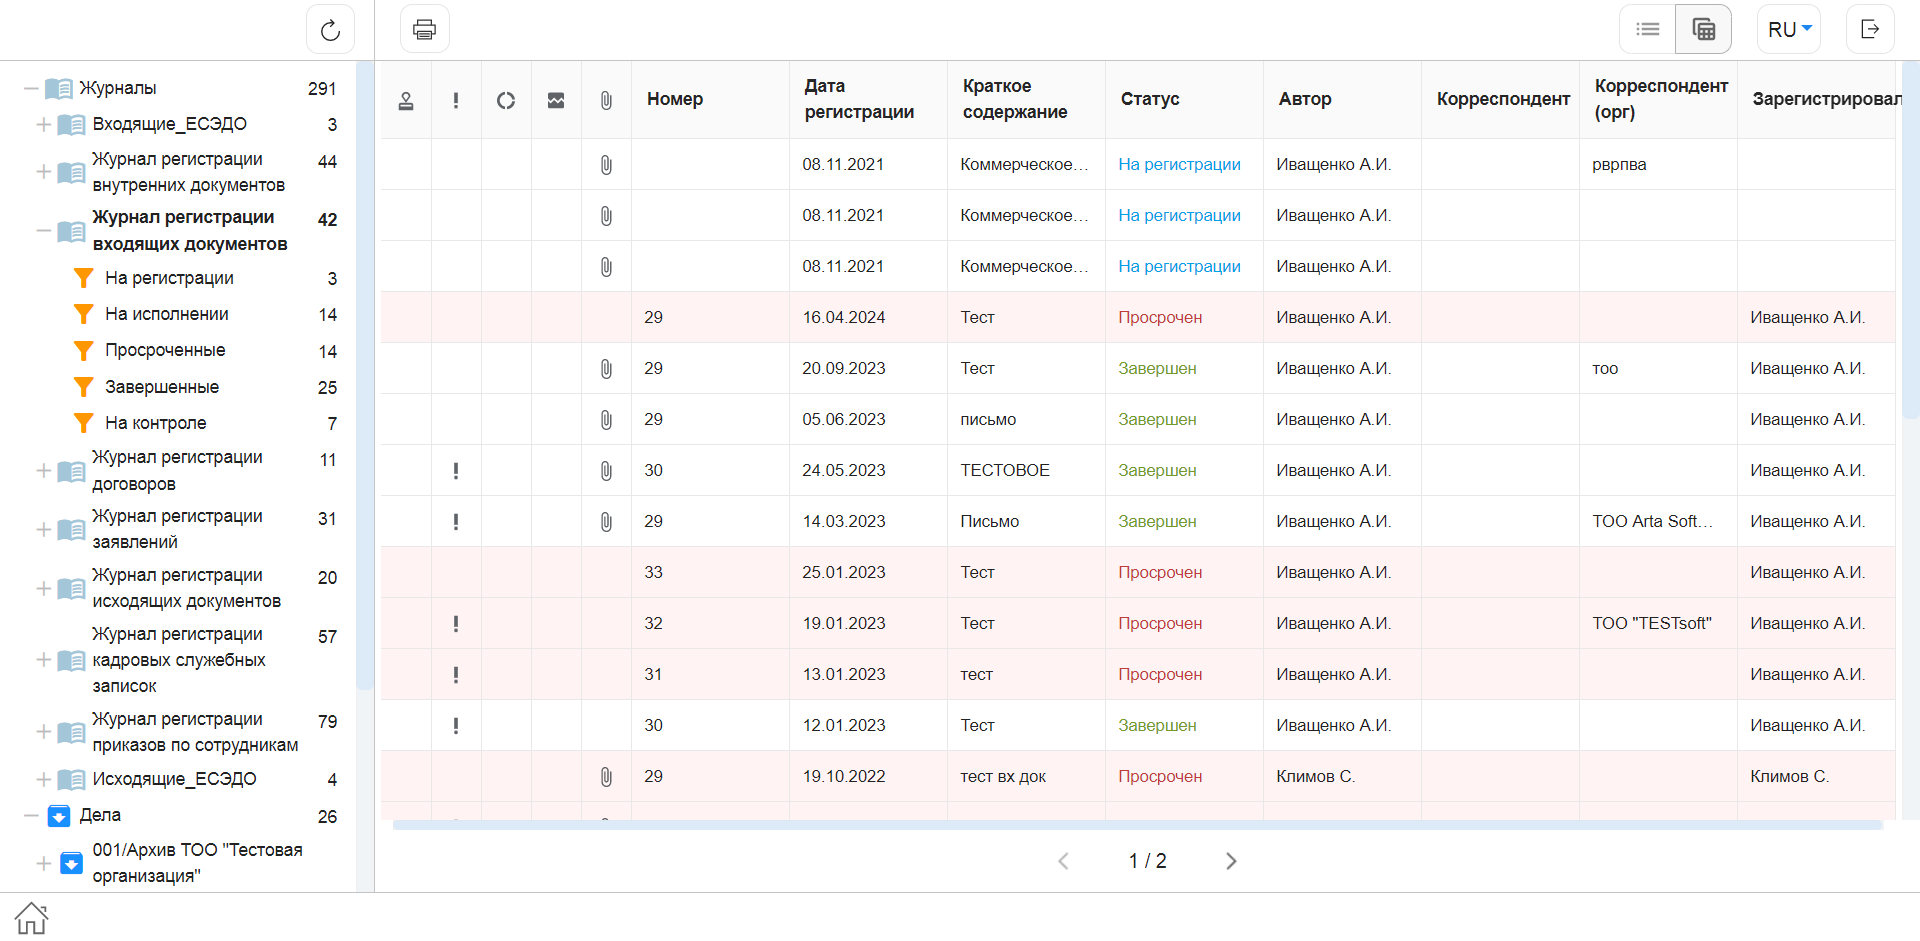 RU
Журналы 291
Входящие_ЕСЭДО 3
Журнал регистрации 44
внутренних документов
Журнал регистрации 42
входящих документов
На регистрации 3
На исполнении 14
Просроченные 14
Завершенные 25
На контроле 7
Журнал регистрации 11
договоров
Журнал регистрации 31
заявлений
Журнал регистрации 20
исходящих документов
Журнал регистрации 57
кадровых служебных
записок
Журнал регистрации 79
приказов по сотрудникам
Исходящие_ЕСЭДО 4
Дела 26
001/Архив ТОО "Тестовая
организация"
Номер Дата регистрации Краткое содержание Статус Автор Корреспондент Корреспондент (орг) Зарегистрировал
08.11.2021 Коммерческое... На регистрации Иващенко А.И. рврпва
08.11.2021 Коммерческое... На регистрации Иващенко А.И.
08.11.2021 Коммерческое... На регистрации Иващенко А.И.
29 16.04.2024 Тест Просрочен Иващенко А.И. Иващенко А.И.
29 20.09.2023 Тест Завершен Иващенко А.И. тоо Иващенко А.И.
29 05.06.2023 письмо Завершен Иващенко А.И. Иващенко А.И.
30 24.05.2023 ТЕСТОВОЕ Завершен Иващенко А.И. Иващенко А.И.
29 14.03.2023 Письмо Завершен Иващенко А.И. ТОО Arta Soft... Иващенко А.И.
33 25.01.2023 Тест Просрочен Иващенко А.И. Иващенко А.И.
32 19.01.2023 Тест Просрочен Иващенко А.И. ТОО "TESTsoft" Иващенко А.И.
31 13.01.2023 тест Просрочен Иващенко А.И. Иващенко А.И.
30 12.01.2023 Тест Завершен Иващенко А.И. Иващенко А.И.
29 19.10.2022 тест вх док Просрочен Климов С. Климов С.
1 / 2